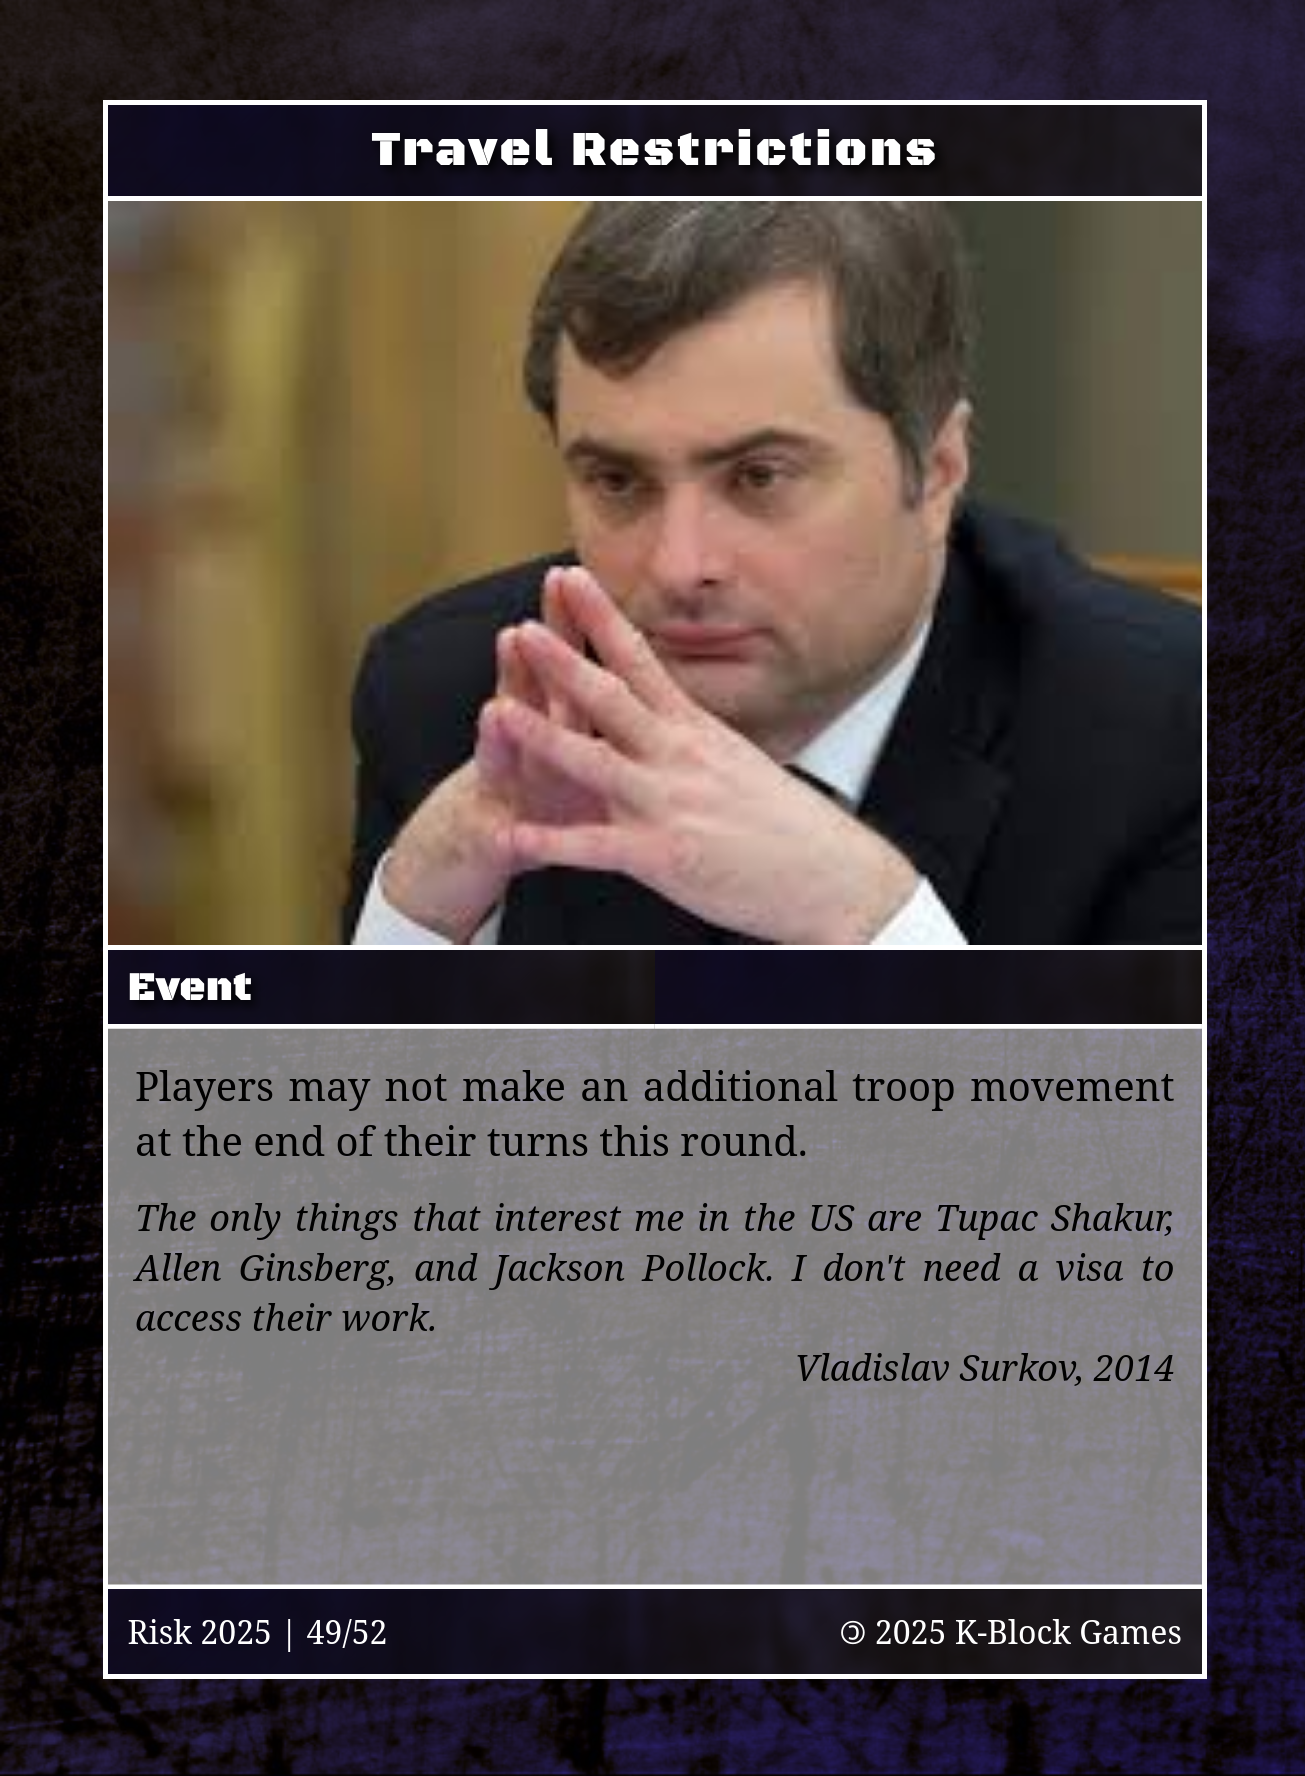 Travel Restrictions
Event
Players may not make an additional troop movement
at the end of their turns this round.
The only things that interest me in the US are Tupac Shakur,
Allen Ginsberg, and Jackson Pollock. I don't need a visa to
access their work.
Vladislav Surkov, 2014
Risk 2025 | 49/52
🄯 2025 K-Block Games